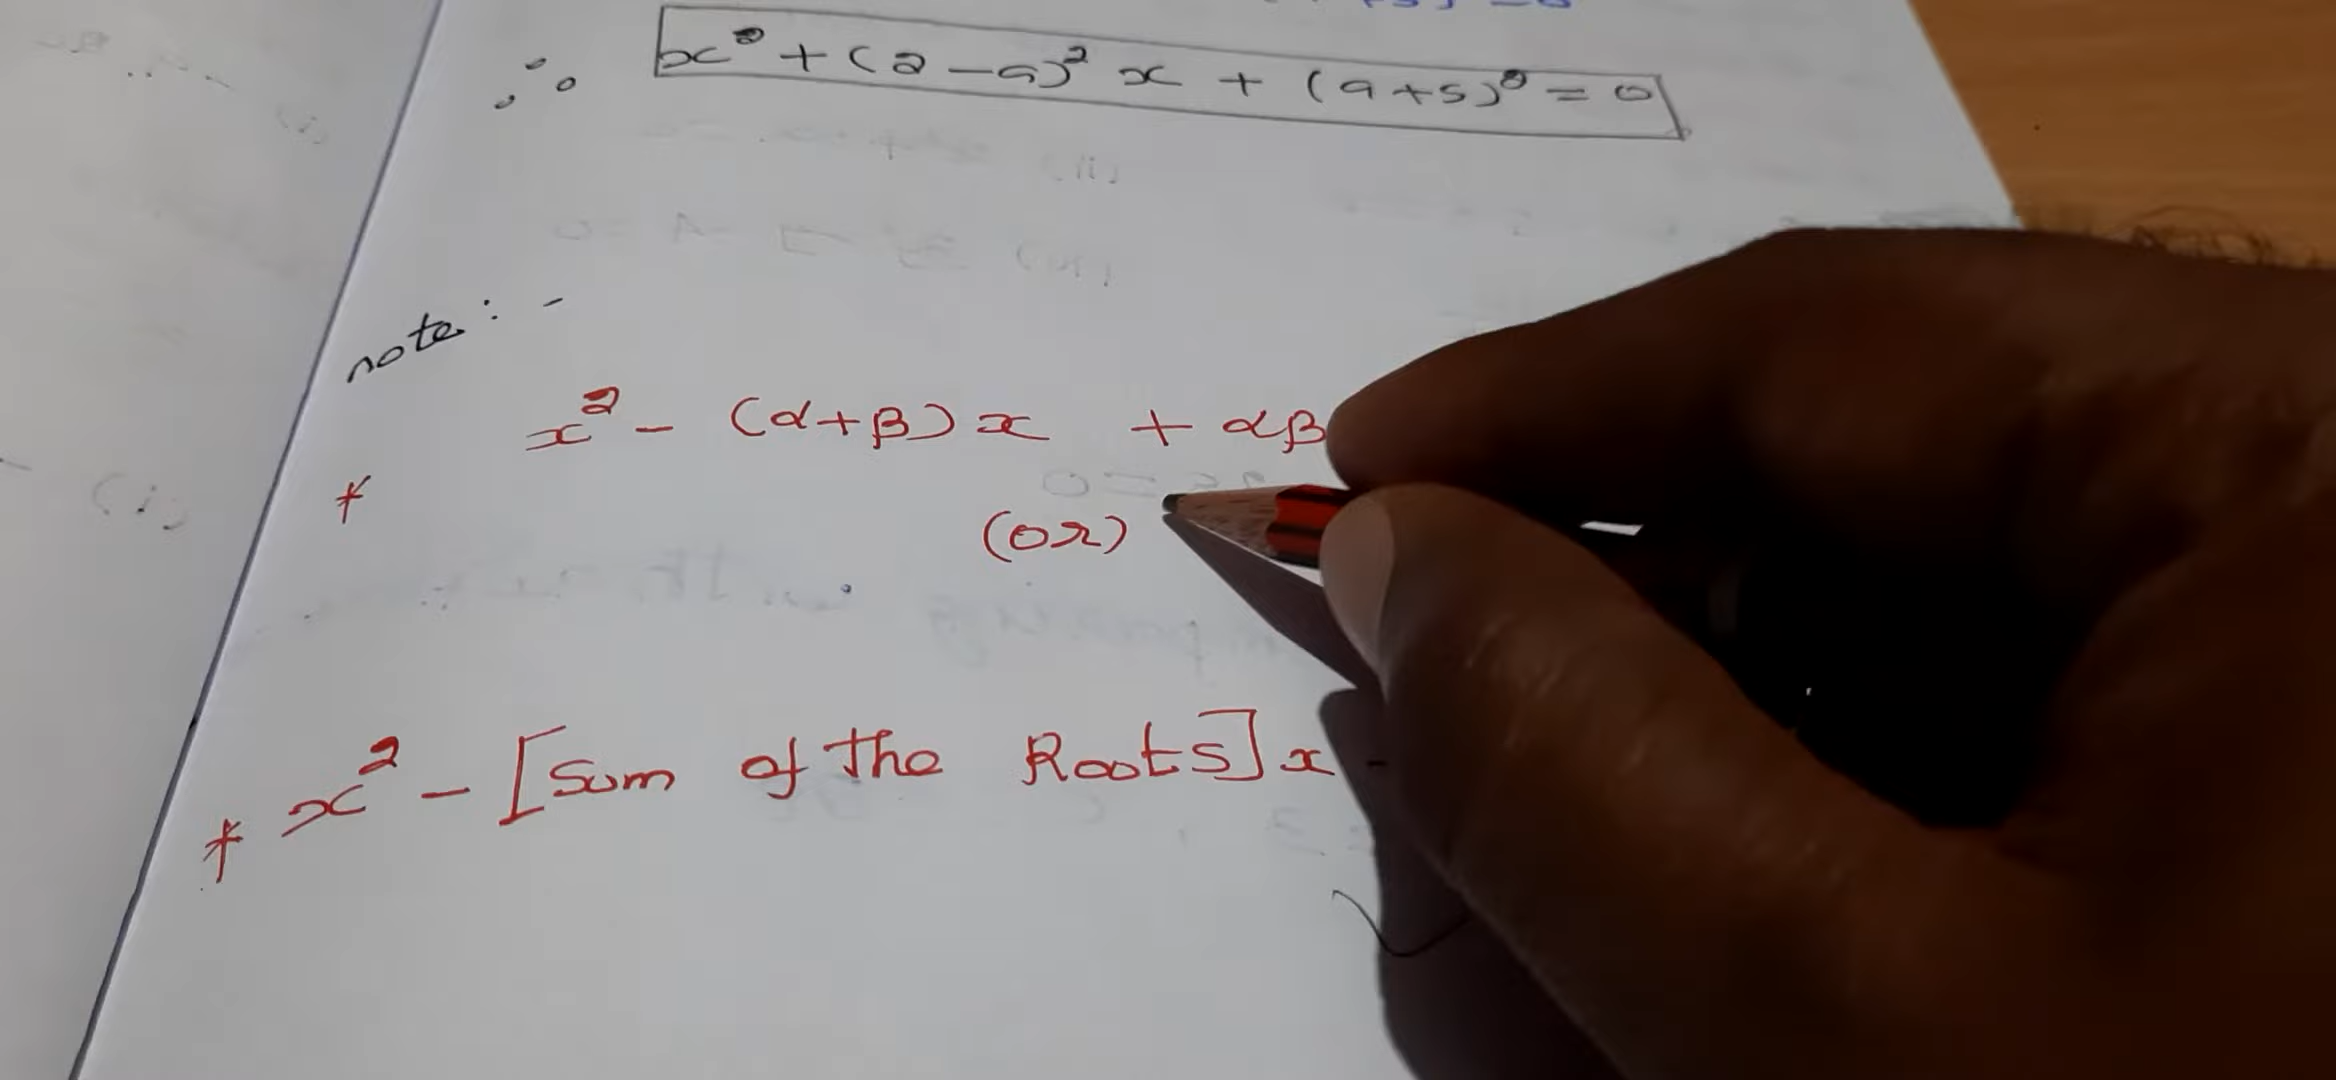 ∴ x² + (2-a)² x + (a+5)² = 0
note: -
* x² - (α+β) x + αβ
(or)
* x² - [Sum of the Roots] x